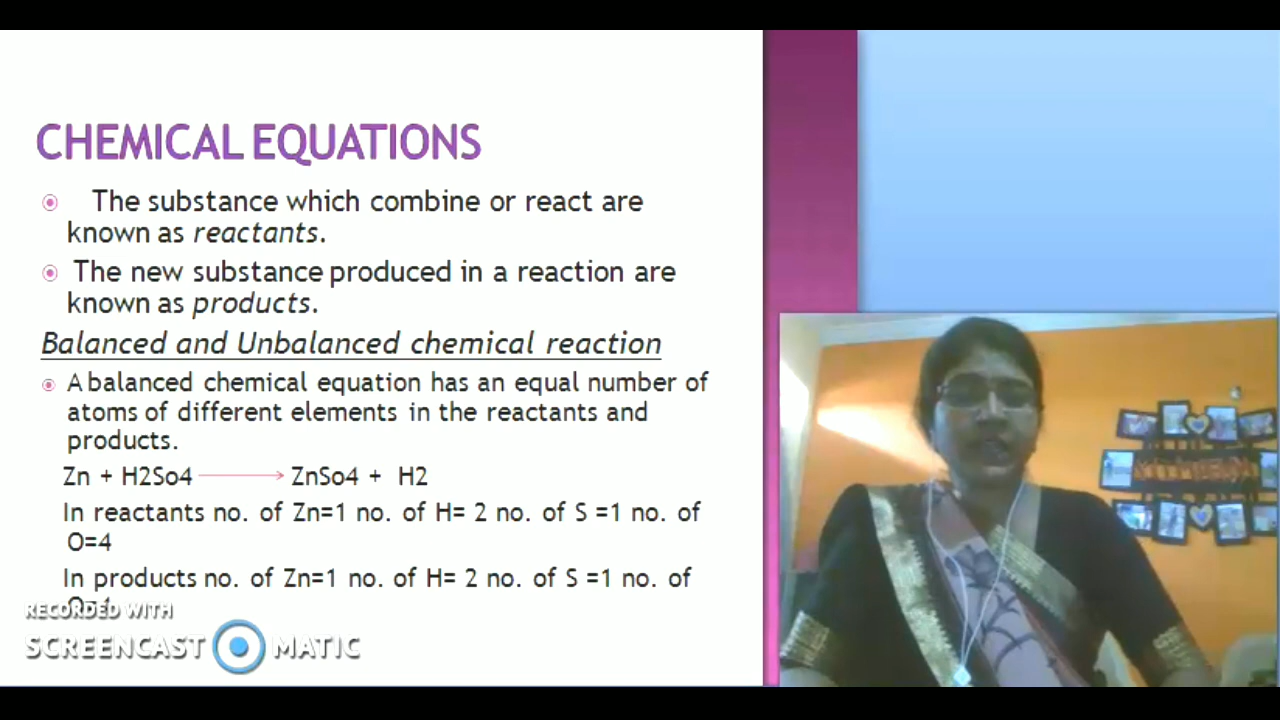 CHEMICAL EQUATIONS
The substance which combine or react are
known as reactants.
The new substance produced in a reaction are
known as products.
Balanced and Unbalanced chemical reaction
A balanced chemical equation has an equal number of
atoms of different elements in the reactants and
products.
Zn + H2So4 → ZnSo4 + H2
In reactants no. of Zn=1 no. of H= 2 no. of S =1 no. of
O=4
In products no. of Zn=1 no. of H= 2 no. of S =1 no. of
RECORDED WITH
SCREENCAST MATIC